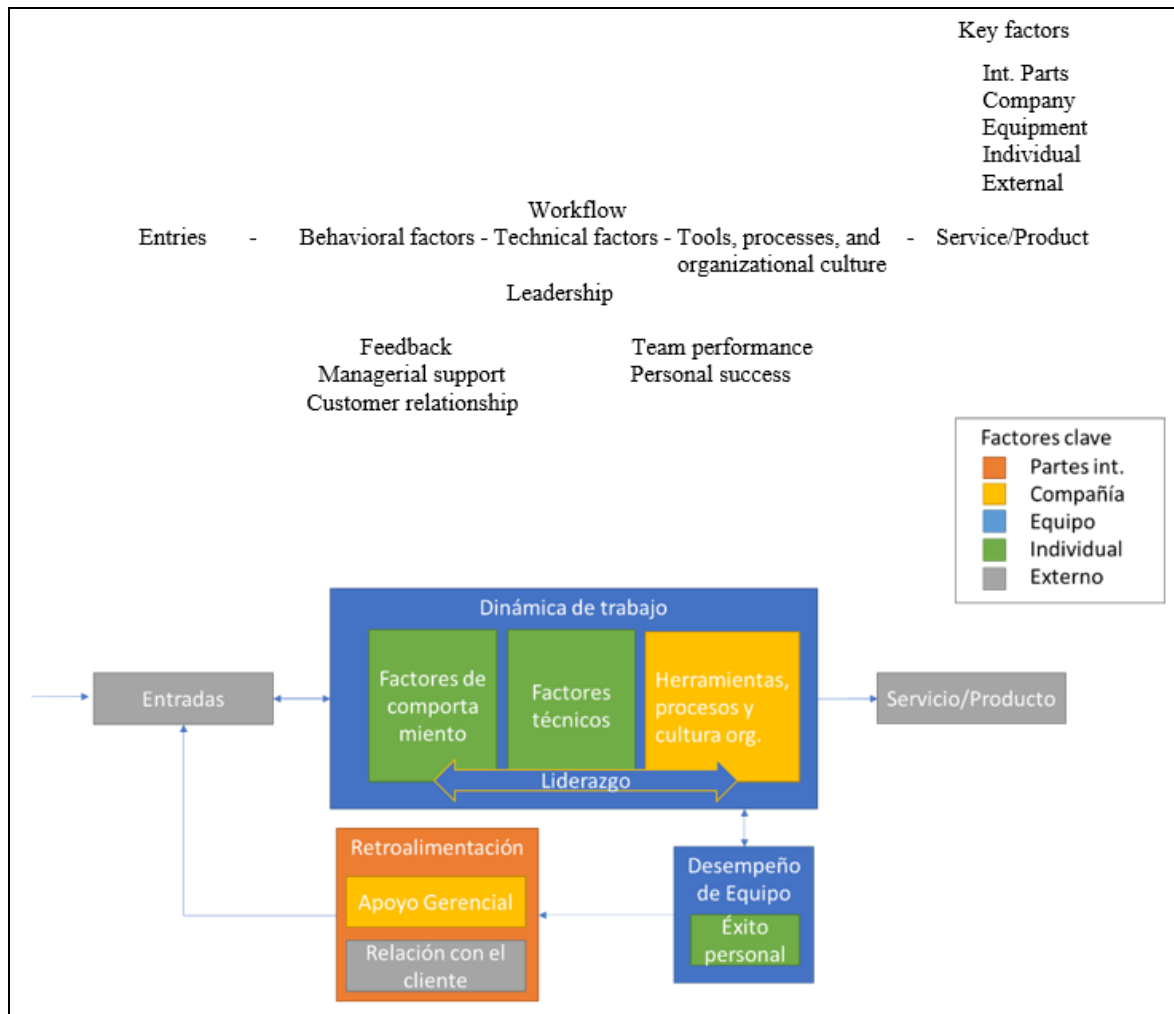 Key factors
Int. Parts
Company
Equipment
Individual
External
Workflow
Entries - Behavioral factors - Technical factors - Tools, processes, and - Service/Product
organizational culture
Leadership
Feedback Team performance
Managerial support Personal success
Customer relationship
Factores clave
Partes int.
Compañía
Equipo
Individual
Externo
Dinámica de trabajo
Entradas
Factores de
comporta
miento
Factores
técnicos
Herramientas,
procesos y
cultura org.
Servicio/Producto
Liderazgo
Retroalimentación
Apoyo Gerencial
Relación con el
cliente
Desempeño
de Equipo
Éxito
personal